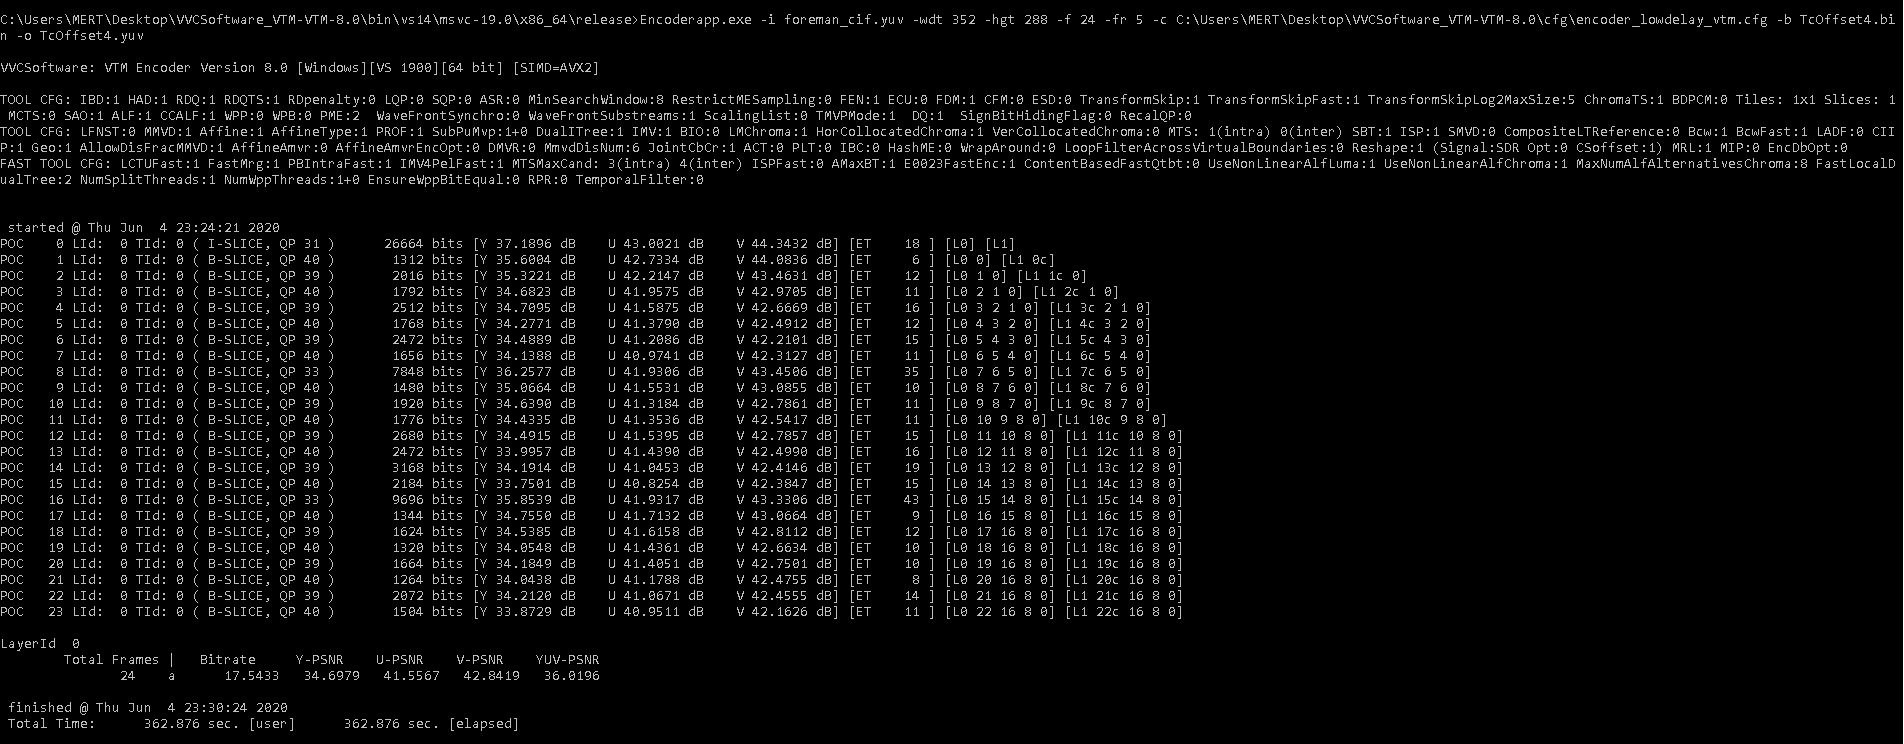 C:\Users\MERT\Desktop\VVCSoftware_VTM-VTM-8.0\bin\vs14\msvc-19.0\x86_64\release>Encoderapp.exe -i foreman_cif.yuv -wdt 352 -hgt 288 -f 24 -fr 5 -c C:\Users\MERT\Desktop\VVCSoftware_VTM-VTM-8.0\cfg\encoder_lowdelay_vtm.cfg -b TcOffset4.bi
n -o TcOffset4.yuv
VVCSoftware: VTM Encoder Version 8.0 [Windows][VS 1900][64 bit] [SIMD=AVX2]
TOOL CFG: IBD:1 HAD:1 RDQ:1 RDQTS:1 RDpenalty:0 LQP:0 SQP:0 ASR:0 MinSearchWindow:8 RestrictMESampling:0 FEN:1 ECU:0 FDM:1 CFM:0 ESD:0 TransformSkip:1 TransformSkipFast:1 TransformSkipLog2MaxSize:5 ChromaTS:1 BDPCM:0 Tiles: 1x1 Slices: 1
MCTS:0 SAO:1 ALF:1 CCALF:1 WPP:0 WPB:0 PME:2  WaveFrontSynchro:0 WaveFrontSubstreams:1 ScalingList:0 TMVPMode:1  DQ:1  SignBitHidingFlag:0 RecalQP:0
TOOL CFG: LFNST:0 MMVD:1 Affine:1 AffineType:1 PROF:1 SubPuMvp:1+0 DualITree:1 IMV:1 BIO:0 LMChroma:1 HorCollocatedChroma:1 VerCollocatedChroma:0 MTS: 1(intra) 0(inter) SBT:1 ISP:1 SMVD:0 CompositeLTReference:0 Bcw:1 BcwFast:1 LADF:0 CII
P:1 Geo:1 AllowDisFracMMVD:1 AffineAmvr:0 AffineAmvrEncOpt:0 DMVR:0 MmvdDisNum:6 JointCbCr:1 ACT:0 PLT:0 IBC:0 HashME:0 WrapAround:0 LoopFilterAcrossVirtualBoundaries:0 Reshape:1 (Signal:SDR Opt:0 CSoffset:1) MRL:1 MIP:0 EncDbOpt:0
FAST TOOL CFG: LCTUFast:1 FastMrg:1 PBIntraFast:1 IMV4PelFast:1 MTSMaxCand: 3(intra) 4(inter) ISPFast:0 AMaxBT:1 E0023FastEnc:1 ContentBasedFastQtbt:0 UseNonLinearAlfLuma:1 UseNonLinearAlfChroma:1 MaxNumAlfAlternativesChroma:8 FastLocalD
ualTree:2 NumSplitThreads:1 NumWppThreads:1+0 EnsureWppBitEqual:0 RPR:0 TemporalFilter:0
started @ Thu Jun  4 23:24:21 2020
POC    0 LId:  0 TId: 0 ( I-SLICE, QP 31 )      26664 bits [Y 37.1896 dB    U 43.0021 dB    V 44.3432 dB] [ET    18 ] [L0] [L1]
POC    1 LId:  0 TId: 0 ( B-SLICE, QP 40 )       1312 bits [Y 35.6004 dB    U 42.7334 dB    V 44.0836 dB] [ET     6 ] [L0 0] [L1 0c]
POC    2 LId:  0 TId: 0 ( B-SLICE, QP 39 )       2016 bits [Y 35.3221 dB    U 42.2147 dB    V 43.4631 dB] [ET    12 ] [L0 1 0] [L1 1c 0]
POC    3 LId:  0 TId: 0 ( B-SLICE, QP 40 )       1792 bits [Y 34.6823 dB    U 41.9575 dB    V 42.9705 dB] [ET    11 ] [L0 2 1 0] [L1 2c 1 0]
POC    4 LId:  0 TId: 0 ( B-SLICE, QP 39 )       2512 bits [Y 34.7095 dB    U 41.5875 dB    V 42.6669 dB] [ET    16 ] [L0 3 2 1 0] [L1 3c 2 1 0]
POC    5 LId:  0 TId: 0 ( B-SLICE, QP 40 )       1768 bits [Y 34.2771 dB    U 41.3790 dB    V 42.4912 dB] [ET    12 ] [L0 4 3 2 0] [L1 4c 3 2 0]
POC    6 LId:  0 TId: 0 ( B-SLICE, QP 39 )       2472 bits [Y 34.4889 dB    U 41.2086 dB    V 42.2101 dB] [ET    15 ] [L0 5 4 3 0] [L1 5c 4 3 0]
POC    7 LId:  0 TId: 0 ( B-SLICE, QP 40 )       1656 bits [Y 34.1388 dB    U 40.9741 dB    V 42.3127 dB] [ET    11 ] [L0 6 5 4 0] [L1 6c 5 4 0]
POC    8 LId:  0 TId: 0 ( B-SLICE, QP 33 )       7848 bits [Y 36.2577 dB    U 41.9306 dB    V 43.4506 dB] [ET    35 ] [L0 7 6 5 0] [L1 7c 6 5 0]
POC    9 LId:  0 TId: 0 ( B-SLICE, QP 40 )       1480 bits [Y 35.0664 dB    U 41.5531 dB    V 43.0855 dB] [ET    10 ] [L0 8 7 6 0] [L1 8c 7 6 0]
POC   10 LId:  0 TId: 0 ( B-SLICE, QP 39 )       1920 bits [Y 34.6390 dB    U 41.3184 dB    V 42.7861 dB] [ET    11 ] [L0 9 8 7 0] [L1 9c 8 7 0]
POC   11 LId:  0 TId: 0 ( B-SLICE, QP 40 )       1776 bits [Y 34.4335 dB    U 41.3536 dB    V 42.5417 dB] [ET    11 ] [L0 10 9 8 0] [L1 10c 9 8 0]
POC   12 LId:  0 TId: 0 ( B-SLICE, QP 39 )       2680 bits [Y 34.4915 dB    U 41.5395 dB    V 42.7857 dB] [ET    15 ] [L0 11 10 8 0] [L1 11c 10 8 0]
POC   13 LId:  0 TId: 0 ( B-SLICE, QP 40 )       2472 bits [Y 33.9957 dB    U 41.4390 dB    V 42.4990 dB] [ET    16 ] [L0 12 11 8 0] [L1 12c 11 8 0]
POC   14 LId:  0 TId: 0 ( B-SLICE, QP 39 )       3168 bits [Y 34.1914 dB    U 41.0453 dB    V 42.4146 dB] [ET    19 ] [L0 13 12 8 0] [L1 13c 12 8 0]
POC   15 LId:  0 TId: 0 ( B-SLICE, QP 40 )       2184 bits [Y 33.7501 dB    U 40.8254 dB    V 42.3847 dB] [ET    15 ] [L0 14 13 8 0] [L1 14c 13 8 0]
POC   16 LId:  0 TId: 0 ( B-SLICE, QP 33 )       9696 bits [Y 35.8539 dB    U 41.9317 dB    V 43.3306 dB] [ET    43 ] [L0 15 14 8 0] [L1 15c 14 8 0]
POC   17 LId:  0 TId: 0 ( B-SLICE, QP 40 )       1344 bits [Y 34.7550 dB    U 41.7132 dB    V 43.0664 dB] [ET     9 ] [L0 16 15 8 0] [L1 16c 15 8 0]
POC   18 LId:  0 TId: 0 ( B-SLICE, QP 39 )       1624 bits [Y 34.5385 dB    U 41.6158 dB    V 42.8112 dB] [ET    12 ] [L0 17 16 8 0] [L1 17c 16 8 0]
POC   19 LId:  0 TId: 0 ( B-SLICE, QP 40 )       1320 bits [Y 34.0548 dB    U 41.4361 dB    V 42.6634 dB] [ET    10 ] [L0 18 16 8 0] [L1 18c 16 8 0]
POC   20 LId:  0 TId: 0 ( B-SLICE, QP 39 )       1664 bits [Y 34.1849 dB    U 41.4051 dB    V 42.7501 dB] [ET    10 ] [L0 19 16 8 0] [L1 19c 16 8 0]
POC   21 LId:  0 TId: 0 ( B-SLICE, QP 40 )       1264 bits [Y 34.0438 dB    U 41.1788 dB    V 42.4755 dB] [ET     8 ] [L0 20 16 8 0] [L1 20c 16 8 0]
POC   22 LId:  0 TId: 0 ( B-SLICE, QP 39 )       2072 bits [Y 34.2120 dB    U 41.0671 dB    V 42.4555 dB] [ET    14 ] [L0 21 16 8 0] [L1 21c 16 8 0]
POC   23 LId:  0 TId: 0 ( B-SLICE, QP 40 )       1504 bits [Y 33.8729 dB    U 40.9511 dB    V 42.1626 dB] [ET    11 ] [L0 22 16 8 0] [L1 22c 16 8 0]
LayerId  0
Total Frames |   Bitrate     Y-PSNR    U-PSNR    V-PSNR    YUV-PSNR
24    a      17.5433   34.6979   41.5567   42.8419   36.0196
finished @ Thu Jun  4 23:30:24 2020
Total Time:      362.876 sec. [user]      362.876 sec. [elapsed]